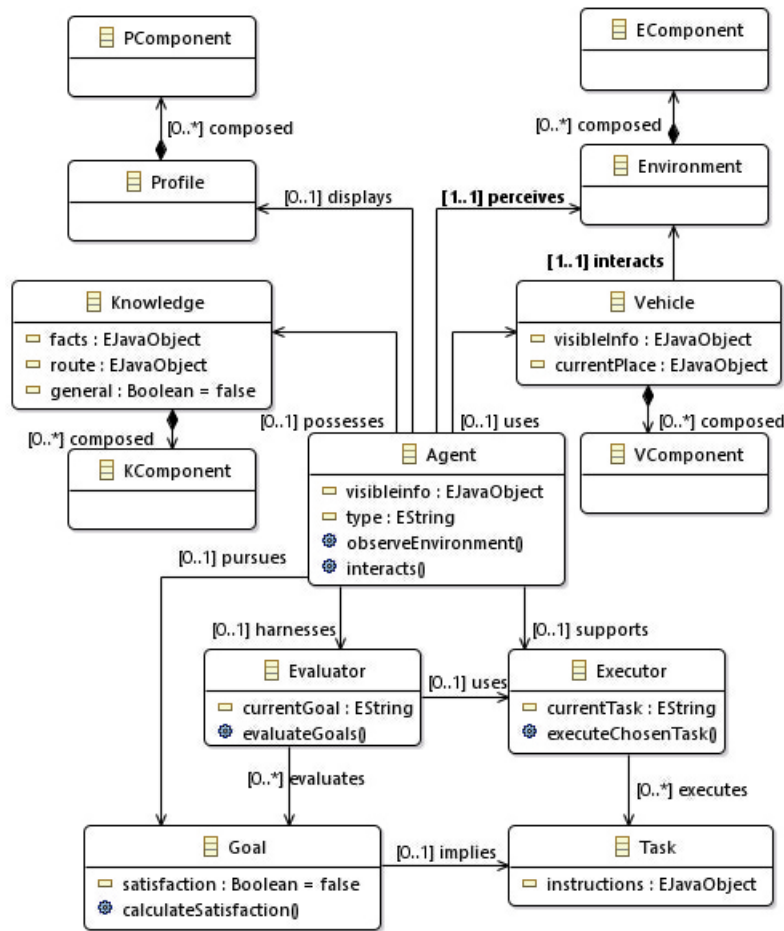 PComponent
EComponent
[0..*] composed
[0..*] composed
Profile
Environment
[0..1] displays
[1..1] perceives
[1..1] interacts
Knowledge
facts : EJavaObject
route : EJavaObject
general : Boolean = false
Vehicle
visibleInfo : EJavaObject
currentPlace : EJavaObject
[0..1] possesses
[0..1] uses
[0..*] composed
[0..*] composed
KComponent
Agent
visibleinfo : EJavaObject
type : EString
observeEnvironment()
interacts()
VComponent
[0..1] pursues
[0..1] harnesses
[0..1] supports
Evaluator
currentGoal : EString
evaluateGoals()
[0..1] uses
Executor
currentTask : EString
executeChosenTask()
[0..*] evaluates
[0..*] executes
Goal
satisfaction : Boolean = false
calculateSatisfaction()
[0..1] implies
Task
instructions : EJavaObject